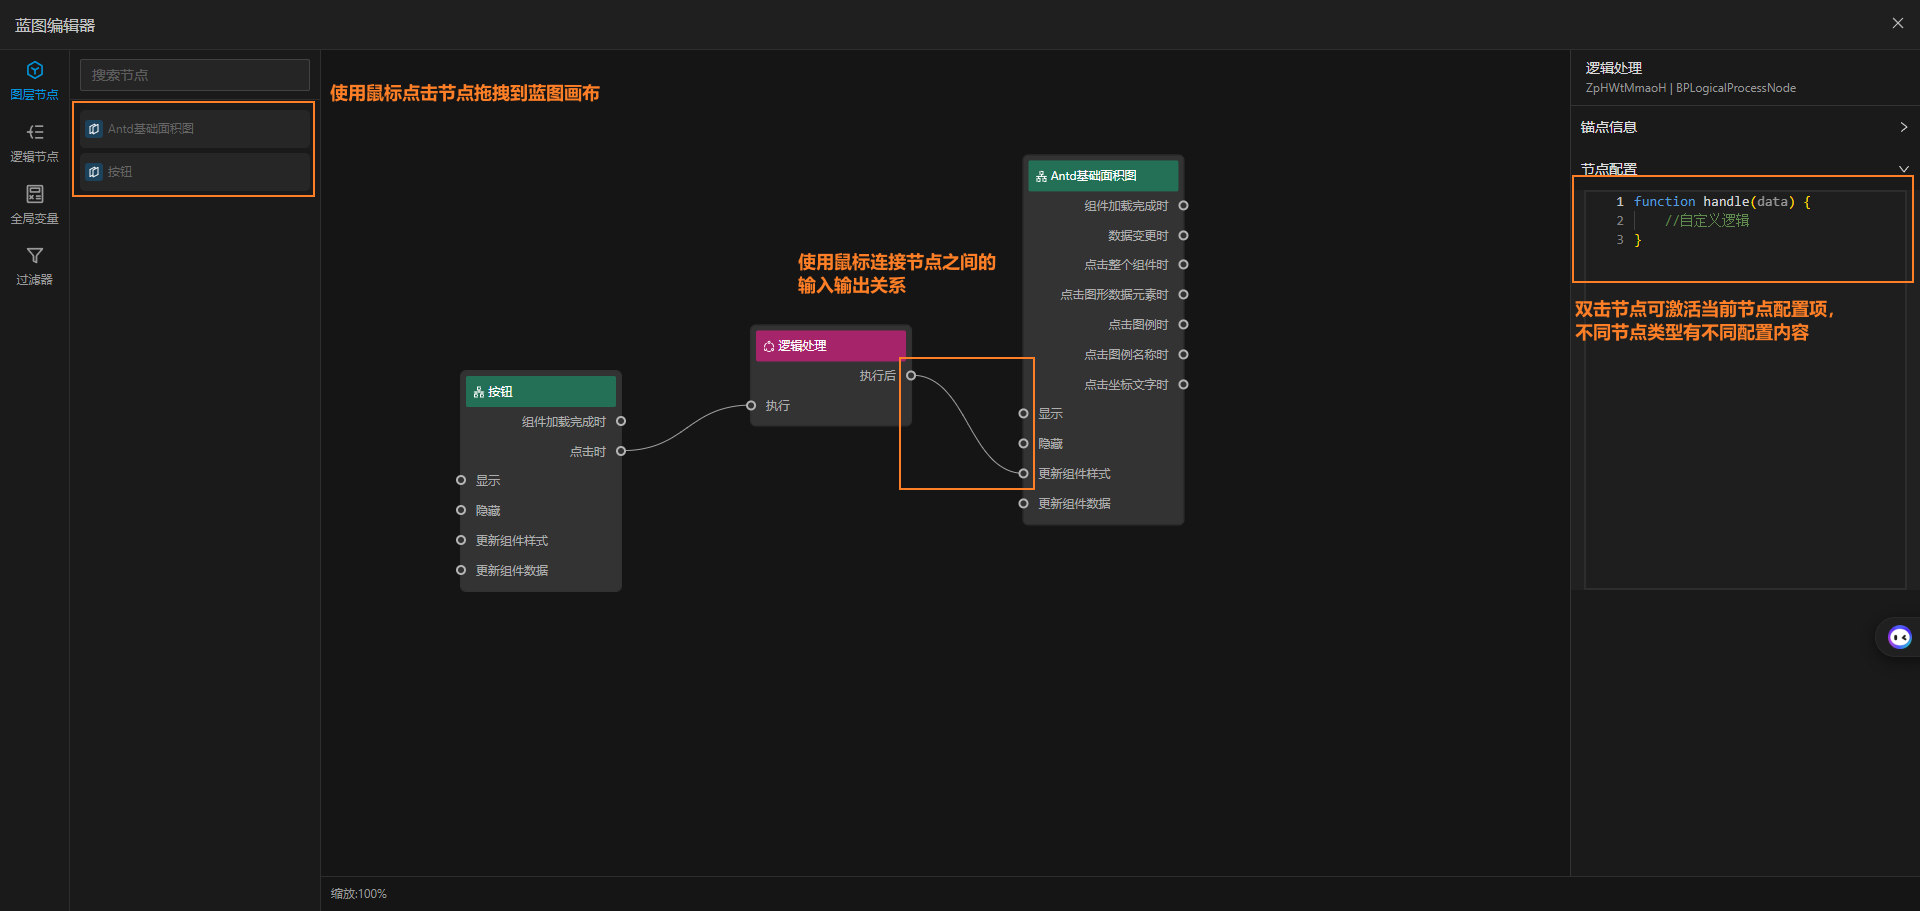 蓝图编辑器
图层节点
逻辑节点
全局变量
过滤器
搜索节点
Antd基础面积图
按钮
使用鼠标点击节点拖拽到蓝图画布
按钮
组件加载完成时
点击时
显示
隐藏
更新组件样式
更新组件数据
逻辑处理
执行后
执行
使用鼠标连接节点之间的
输入输出关系
Antd基础面积图
组件加载完成时
数据变更时
点击整个组件时
点击图形数据元素时
点击图例时
点击图例名称时
点击坐标文字时
显示
隐藏
更新组件样式
更新组件数据
逻辑处理
ZpHWtMmaoH | BPLogicalProcessNode
锚点信息
节点配置
1 function handle(data) {
2 //自定义逻辑
3 }
双击节点可激活当前节点配置项，
不同节点类型有不同配置内容
缩放:100%